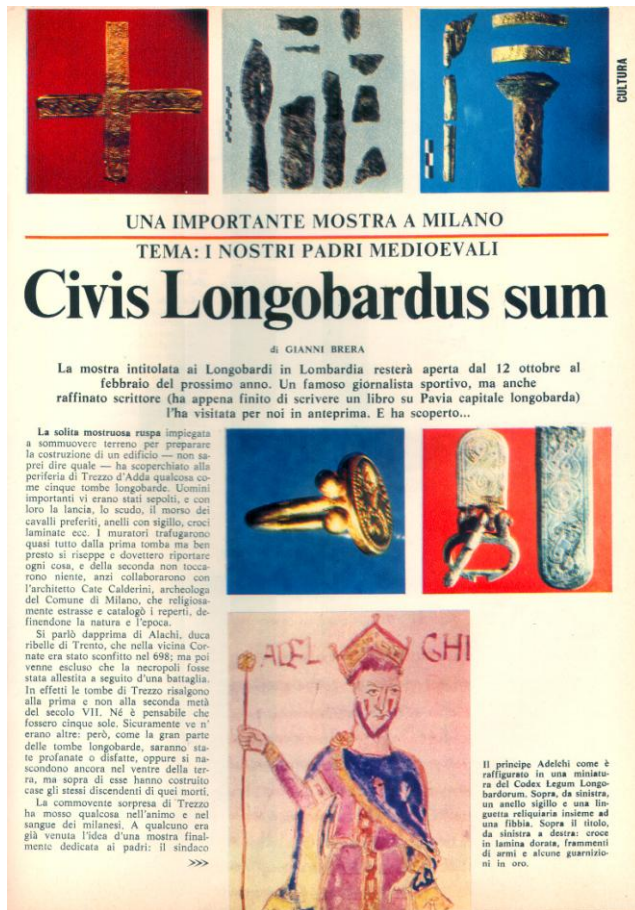 CULTURA
UNA IMPORTANTE MOSTRA A MILANO
TEMA: I NOSTRI PADRI MEDIOEVALI
Civis Longobardus sum
di GIANNI BRERA
La mostra intitolata ai Longobardi in Lombardia resterà aperta dal 12 ottobre al
febbraio del prossimo anno. Un famoso giornalista sportivo, ma anche
raffinato scrittore (ha appena finito di scrivere un libro su Pavia capitale longobarda)
l'ha visitata per noi in anteprima. E ha scoperto...
La solita mostruosa ruspa impiegata
a sommuovere terreno per preparare
la costruzione di un edificio — non sa-
prei dire quale — ha scoperchiato alla
periferia di Trezzo d'Adda qualcosa co-
me cinque tombe longobarde. Uomini
importanti vi erano stati sepolti, e con
loro la lancia, lo scudo, il morso dei
cavalli preferiti, anelli con sigillo, croci
laminate ecc. I muratori trafugarono
quasi tutto dalla prima tomba ma ben
presto si riseppe e dovettero riportare
ogni cosa, e della seconda non tocca-
rono niente, anzi collaborarono con
l'architetto Cate Calderini, archeologa
del Comune di Milano, che religiosa-
mente estrasse e catalogò i reperti, de-
finendone la natura e l'epoca.
Si parlò dapprima di Alachi, duca
ribelle di Trento, che nella vicina Cor-
nate era stato sconfitto nel 698; ma poi
venne escluso che la necropoli fosse
stata allestita a seguito d'una battaglia.
In effetti le tombe di Trezzo risalgono
alla prima e non alla seconda metà
del secolo VII. Né è pensabile che
fossero cinque sole. Sicuramente ve n'
erano altre: però, come la gran parte
delle tombe longobarde, saranno sta-
te profanate o disfatte, oppure si na-
scondono ancora nel ventre della ter-
ra, ma sopra di esse hanno costruito
case gli stessi discendenti di quei morti.
La commovente sorpresa di Trezzo
ha mosso qualcosa nell'animo e nel
sangue dei milanesi. A qualcuno era
già venuta l'idea d'una mostra final-
mente dedicata ai padri: il sindaco
>>>
ADEL GHI
Il principe Adelchi come è
raffigurato in una miniatu-
ra del Codex Legum Longo-
bardorum. Sopra, da sinistra,
un anello sigillo e una lin-
guetta reliquiaria insieme ad
una fibbia. Sopra il titolo,
da sinistra a destra: croce
in lamina dorata, frammenti
di armi e alcune guarnizio-
ni in oro.